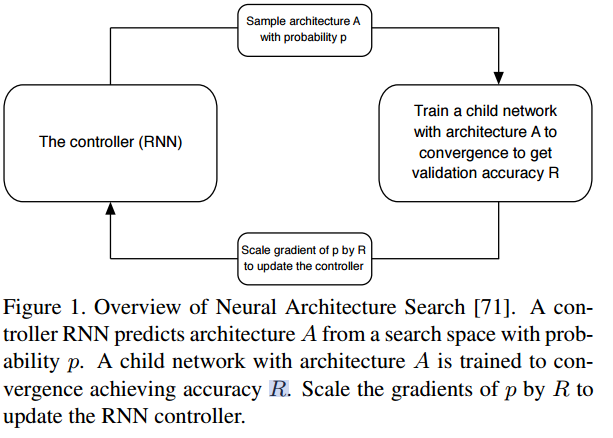 Sample architecture A
with probability p
The controller (RNN)
Train a child network
with architecture A to
convergence to get
validation accuracy R
Scale gradient of p by R
to update the controller
Figure 1. Overview of Neural Architecture Search [71]. A con-
troller RNN predicts architecture A from a search space with prob-
ability p. A child network with architecture A is trained to con-
vergence achieving accuracy R. Scale the gradients of p by R to
update the RNN controller.